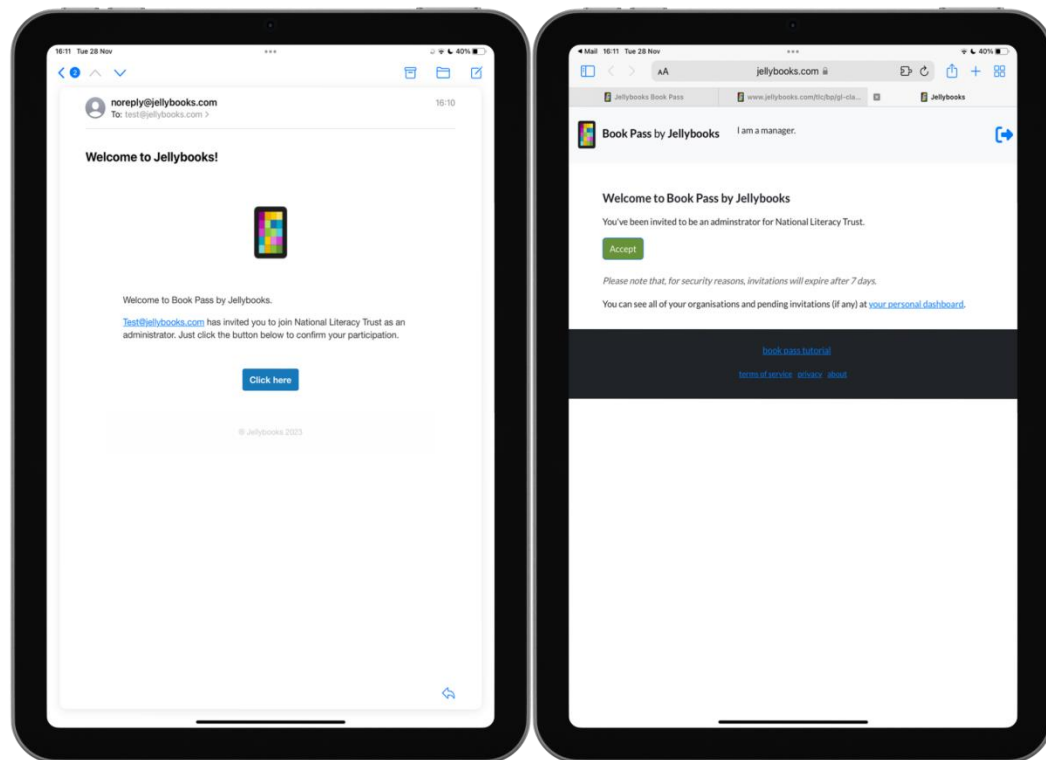 16:11 Tue 28 Nov
40%
2
noreply@jellybooks.com
16:10
To: test@jellybooks.com >
Welcome to Jellybooks!
Welcome to Book Pass by Jellybooks.
Test@jellybooks.com has invited you to join National Literacy Trust as an
administrator. Just click the button below to confirm your participation.
Click here
© Jellybooks 2023
Mail 16:11 Tue 28 Nov
40%
AA
jellybooks.com
Jellybooks Book Pass
www.jellybooks.com/tlc/bp/gl-cla...
Jellybooks
Book Pass by Jellybooks
I am a manager.
Welcome to Book Pass by Jellybooks
You've been invited to be an adminstrator for National Literacy Trust.
Accept
Please note that, for security reasons, invitations will expire after 7 days.
You can see all of your organisations and pending invitations (if any) at your personal dashboard.
book pass tutorial
terms of service privacy about